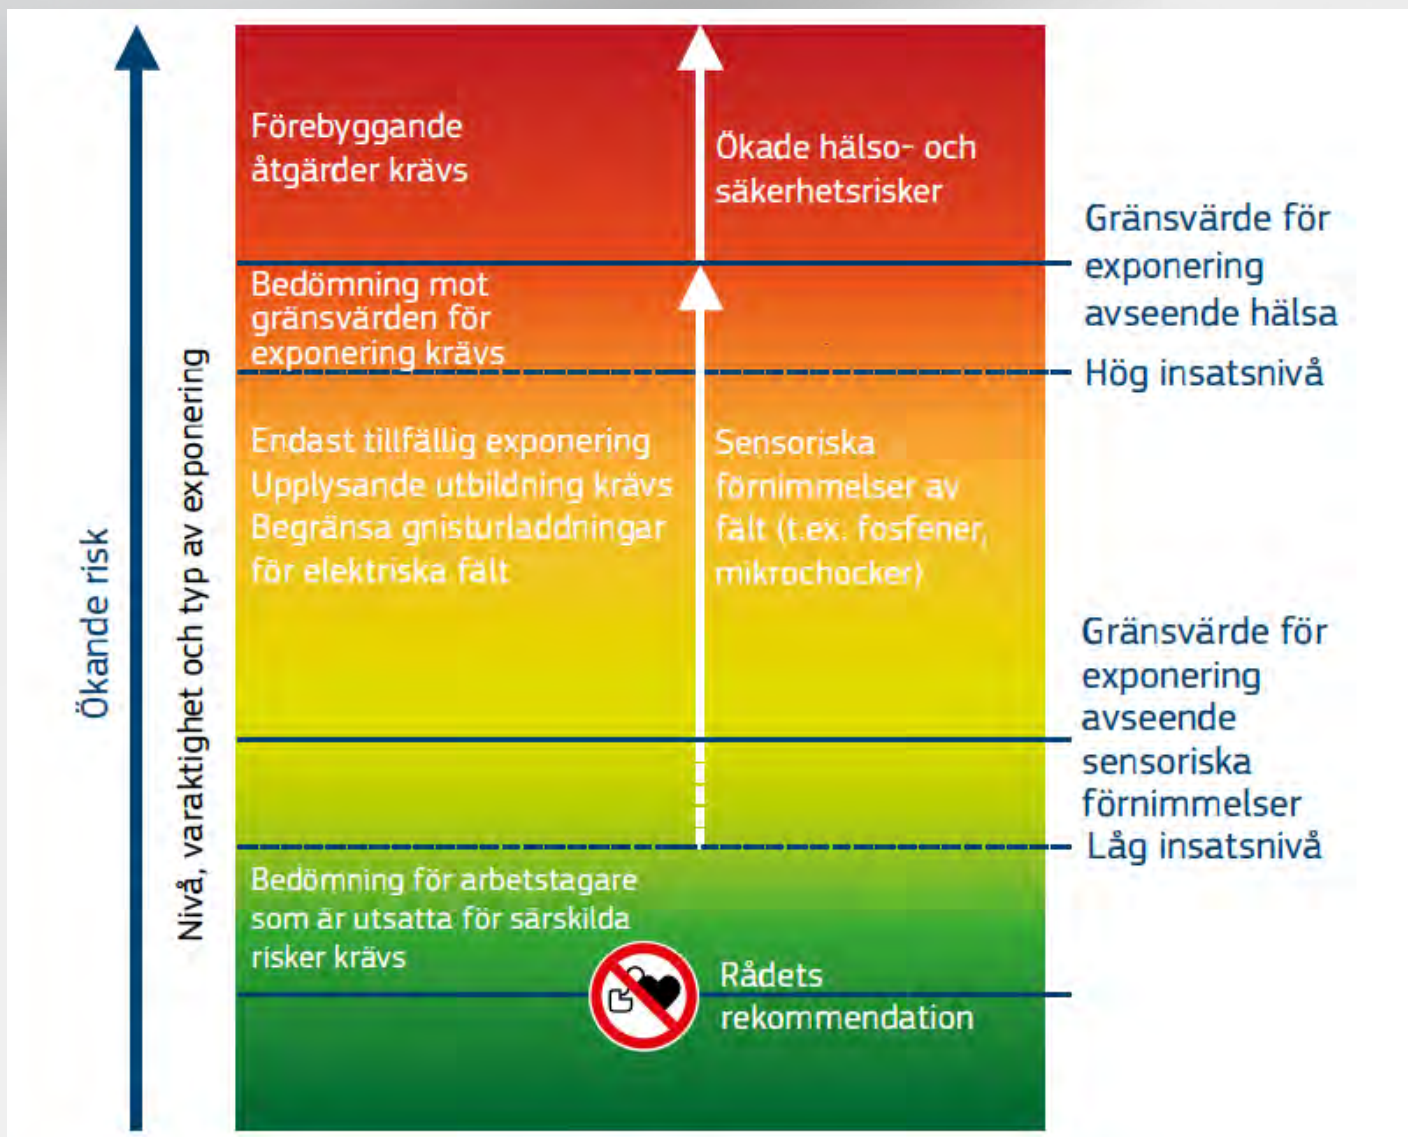 Ökande risk
Nivå, varaktighet och typ av exponering
Förebyggande
åtgärder krävs
Ökade hälso- och
säkerhetsrisker
Gränsvärde för
exponering
avseende hälsa
Bedömning mot
gränsvärden för
exponering krävs
Hög insatsnivå
Endast tillfällig exponering
Upplysande utbildning krävs
Begränsa gnisturladdningar
för elektriska fält
Sensoriska
förnimmelser av
fält (t.ex. fosfener,
mikrochocker)
Gränsvärde för
exponering
avseende
sensoriska
förnimmelser
Låg insatsnivå
Bedömning för arbetstagare
som är utsatta för särskilda
risker krävs
Rådets
rekommendation